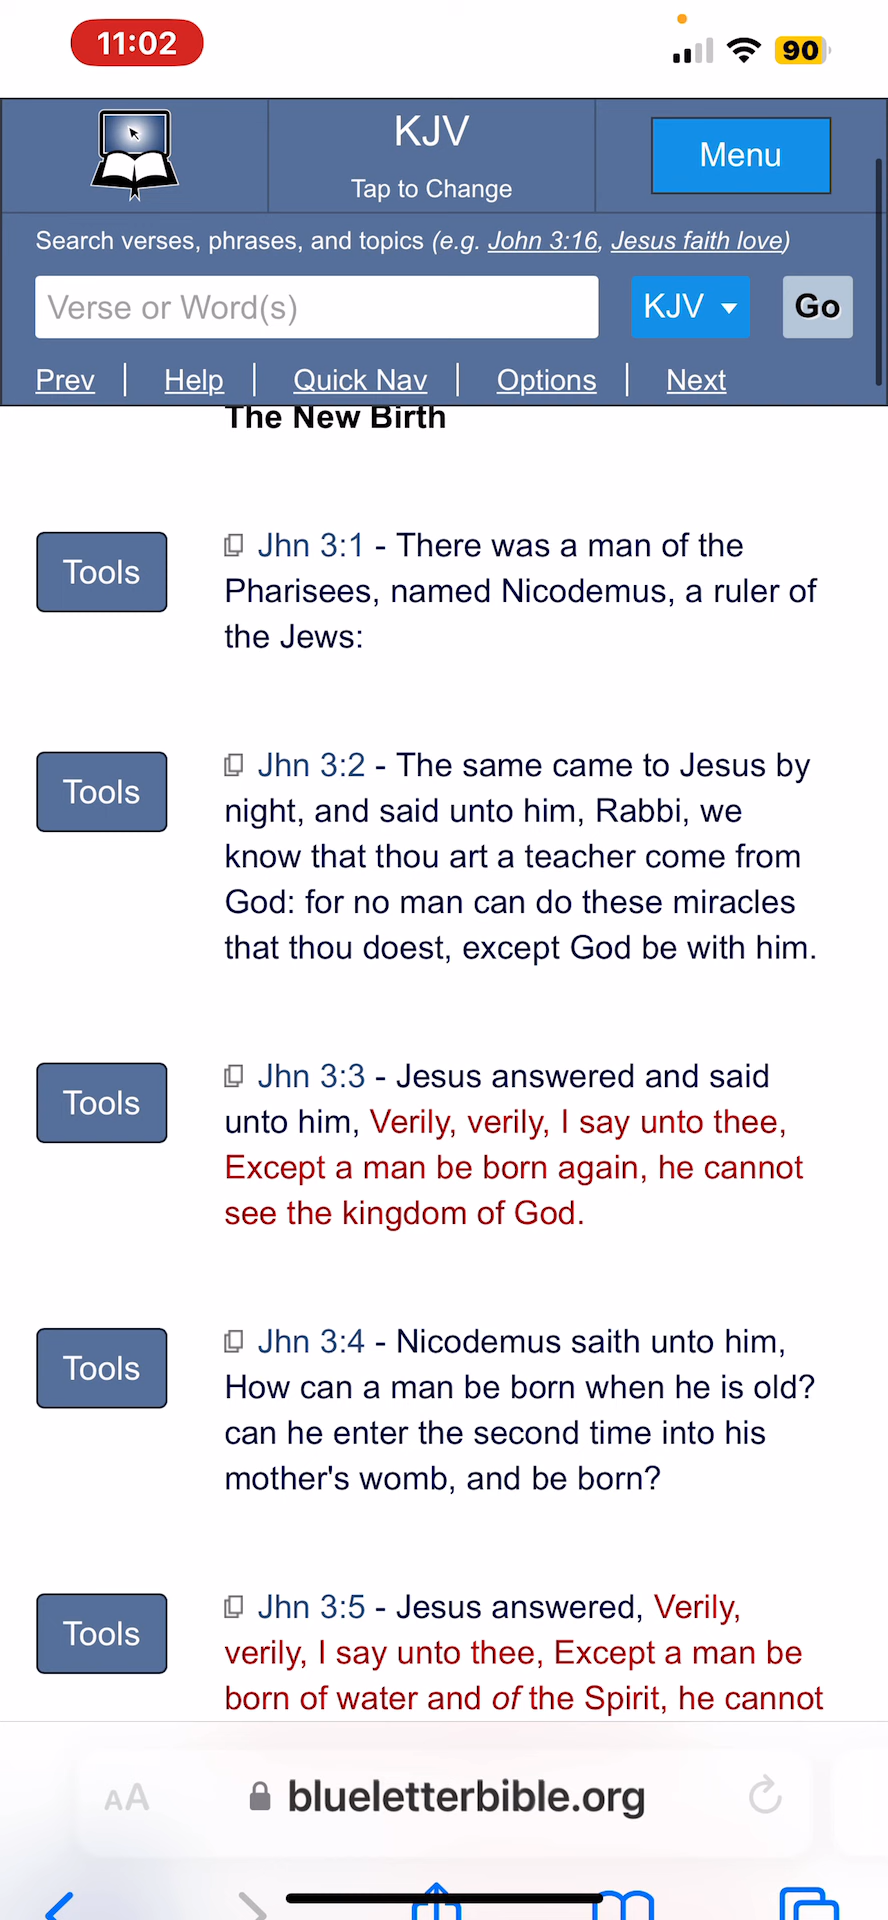 11:02
90
KJV
Tap to Change
Menu
Search verses, phrases, and topics (e.g. John 3:16, Jesus faith love)
Verse or Word(s)
KJV
Go
Prev | Help | Quick Nav | Options | Next
The New Birth
Tools
Jhn 3:1 - There was a man of the
Pharisees, named Nicodemus, a ruler of
the Jews:
Tools
Jhn 3:2 - The same came to Jesus by
night, and said unto him, Rabbi, we
know that thou art a teacher come from
God: for no man can do these miracles
that thou doest, except God be with him.
Tools
Jhn 3:3 - Jesus answered and said
unto him, Verily, verily, I say unto thee,
Except a man be born again, he cannot
see the kingdom of God.
Tools
Jhn 3:4 - Nicodemus saith unto him,
How can a man be born when he is old?
can he enter the second time into his
mother's womb, and be born?
Tools
Jhn 3:5 - Jesus answered, Verily,
verily, I say unto thee, Except a man be
born of water and of the Spirit, he cannot
AA
blueletterbible.org